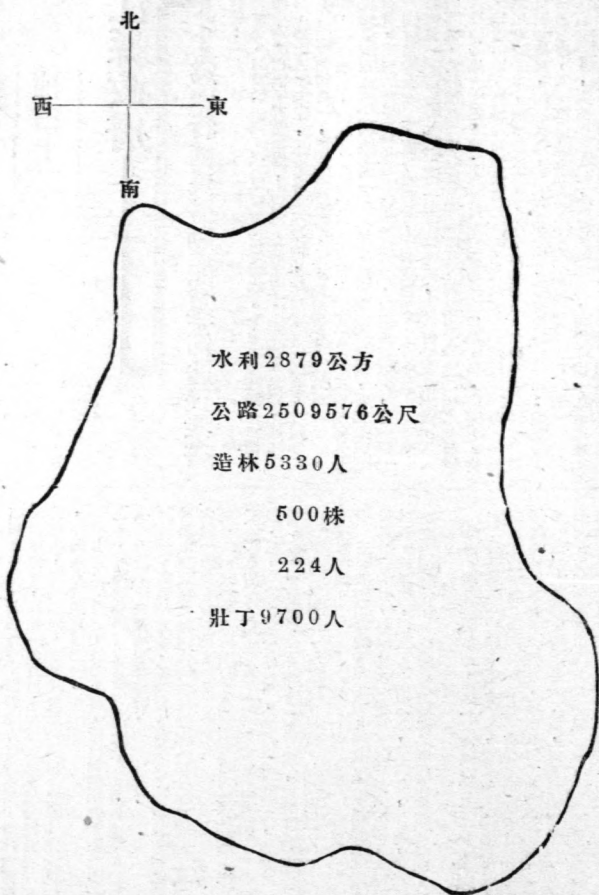 北
西 東
南
水利2879公方
公路2509576公尺
造林5330人
500株
224人
壯丁9700人